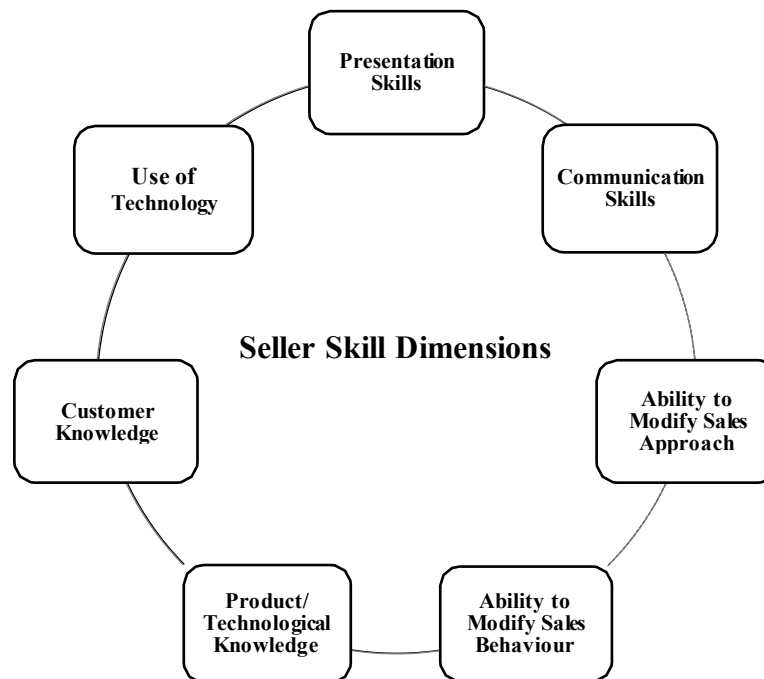 Presentation
Skills
Communication
Skills
Ability to
Modify Sales
Approach
Ability to
Modify Sales
Behaviour
Product/
Technological
Knowledge
Customer
Knowledge
Use of
Technology
Seller Skill Dimensions